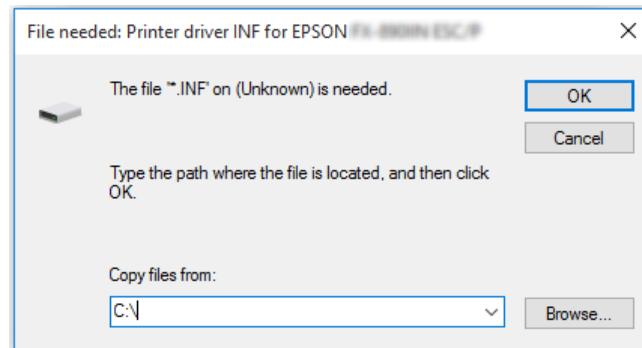 File needed: Printer driver INF for EPSON
The file '*.INF' on (Unknown) is needed.
OK
Cancel
Type the path where the file is located, and then click
OK.
Copy files from:
C:\
Browse...